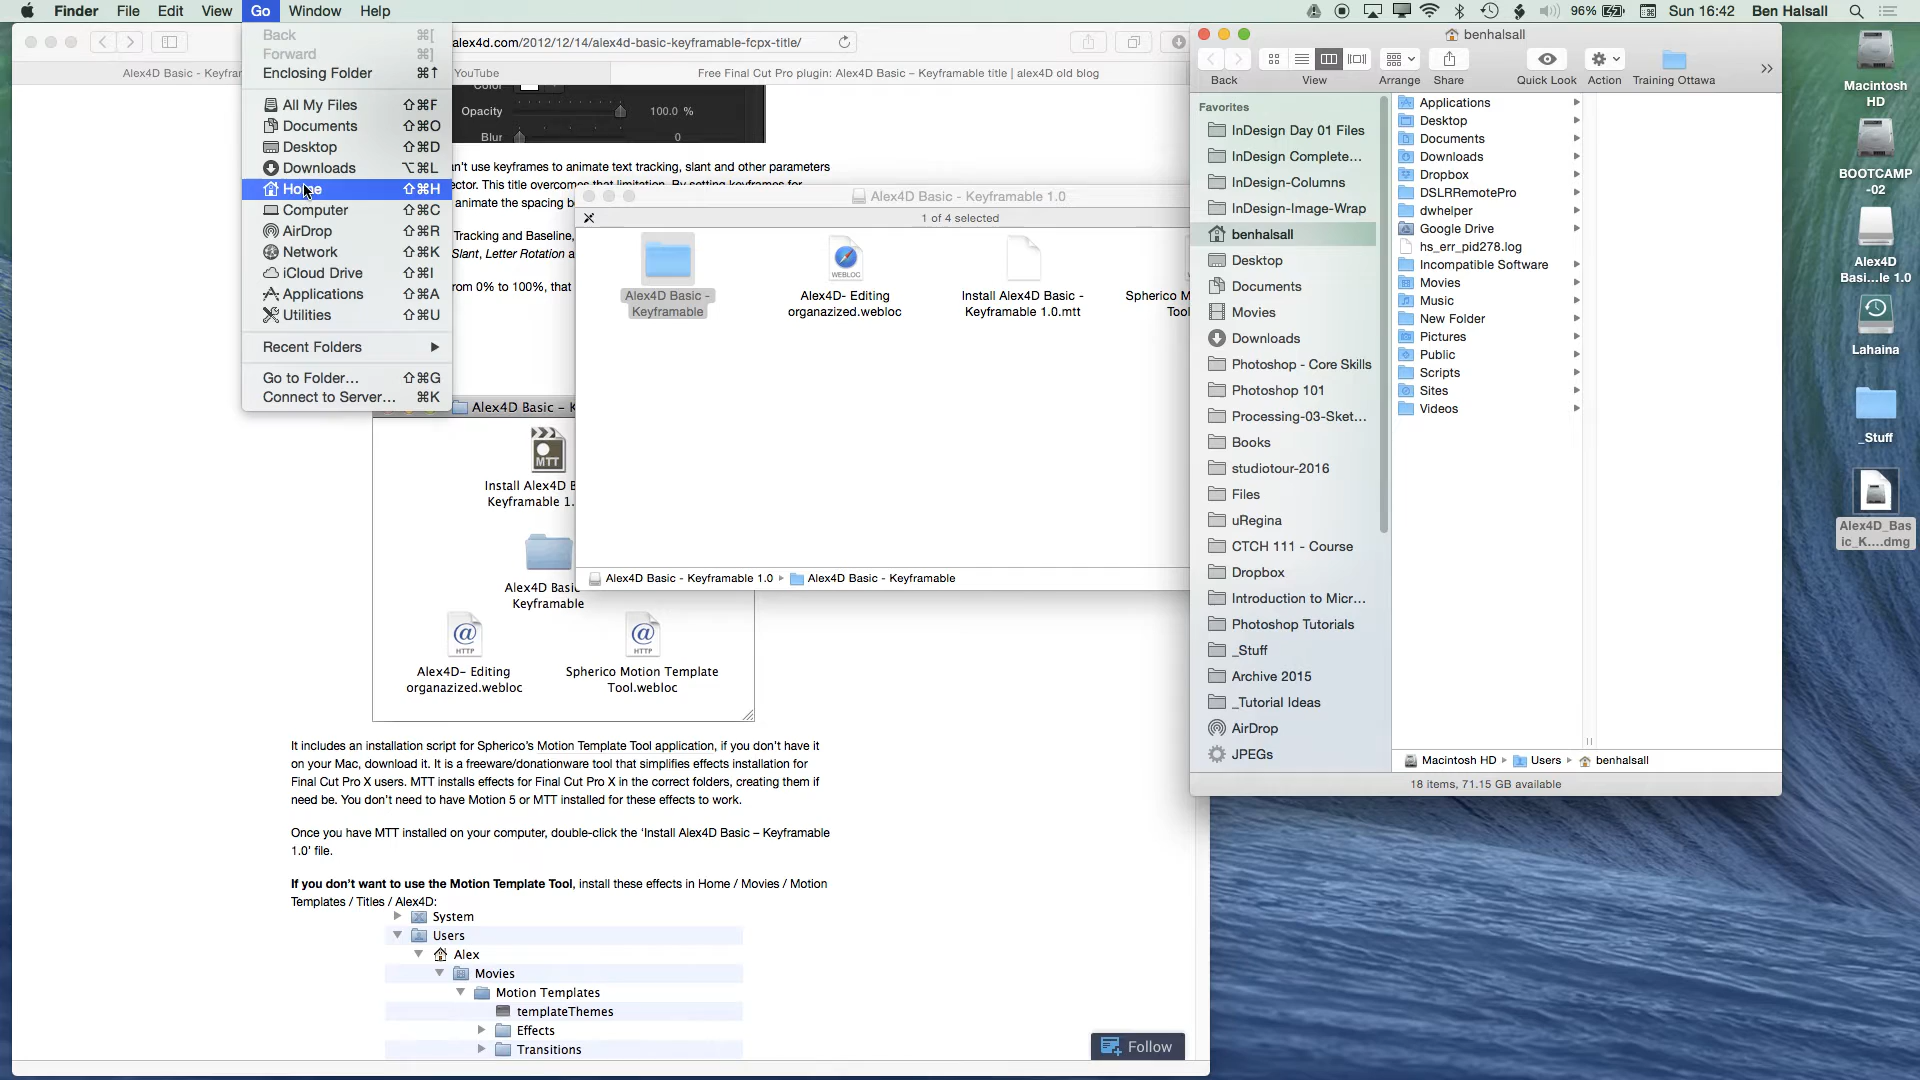 Finder File Edit View Go Window Help
96% Sun 16:42 Ben Halsall
Back ⌘[
Forward ⌘]
Enclosing Folder ⌘↑
All My Files ⇧⌘F
Documents ⇧⌘O
Desktop ⇧⌘D
Downloads ⌥⌘L
Home ⇧⌘H
Computer ⇧⌘C
AirDrop ⇧⌘R
Network ⇧⌘K
iCloud Drive ⇧⌘I
Applications ⇧⌘A
Utilities ⇧⌘U
Recent Folders
Go to Folder... ⇧⌘G
Connect to Server... ⌘K
alex4d.com/2012/12/14/alex4d-basic-keyframable-fcpx-title/
Alex4D Basic - Keyfra
YouTube
Free Final Cut Pro plugin: Alex4D Basic – Keyframable title | alex4d old blog
Color
Opacity 100.0 %
Blur 0
n't use keyframes to animate text tracking, slant and other parameters
ector. This title overcomes that limitation. By setting keyframes for
animate the spacing b
Tracking and Baseline,
Slant, Letter Rotation a
rom 0% to 100%, that
Alex4D Basic - K
MTT
Install Alex4D B
Keyframable 1.
Alex4D Basic
Keyframable
HTTP
Alex4D– Editing
organazized.webloc
HTTP
Spherico Motion Template
Tool.webloc
It includes an installation script for Spherico's Motion Template Tool application, if you don't have it
on your Mac, download it. It is a freeware/donationware tool that simplifies effects installation for
Final Cut Pro X users. MTT installs effects for Final Cut Pro X in the correct folders, creating them if
need be. You don't need to have Motion 5 or MTT installed for these effects to work.
Once you have MTT installed on your computer, double-click the 'Install Alex4D Basic – Keyframable
1.0' file.
If you don't want to use the Motion Template Tool, install these effects in Home / Movies / Motion
Templates / Titles / Alex4D:
System
Users
Alex
Movies
Motion Templates
templateThemes
Effects
Transitions
Follow
Alex4D Basic - Keyframable 1.0
1 of 4 selected
Alex4D Basic -
Keyframable
WEBLOC
Alex4D- Editing
organazized.webloc
Install Alex4D Basic -
Keyframable 1.0.mtt
Spherico M
Tool
Alex4D Basic - Keyframable 1.0 Alex4D Basic - Keyframable
benhalsall
Back View Arrange Share Quick Look Action Training Ottawa
Favorites
InDesign Day 01 Files
InDesign Complete...
InDesign-Columns
InDesign-Image-Wrap
benhalsall
Desktop
Documents
Movies
Downloads
Photoshop - Core Skills
Photoshop 101
Processing-03-Sket...
Books
studiotour-2016
Files
uRegina
CTCH 111 - Course
Dropbox
Introduction to Micr...
Photoshop Tutorials
_Stuff
Archive 2015
_Tutorial Ideas
AirDrop
JPEGs
Applications
Desktop
Documents
Downloads
Dropbox
DSLRRemotePro
dwhelper
Google Drive
hs_err_pid278.log
Incompatible Software
Movies
Music
New Folder
Pictures
Public
Scripts
Sites
Videos
Macintosh HD Users benhalsall
18 items, 71.15 GB available
Macintosh
HD
BOOTCAMP
-02
Alex4D
Basi...le 1.0
Lahaina
_Stuff
Alex4D_Bas
ic_K....dmg